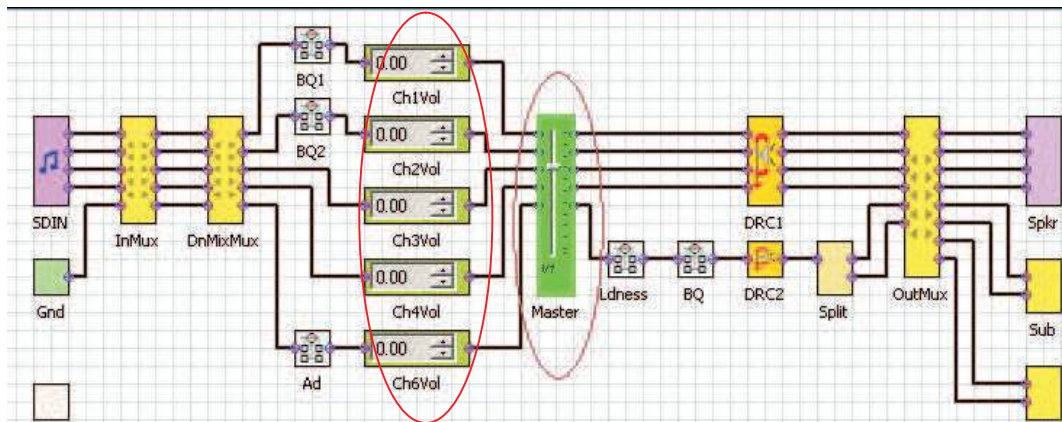 0.00
BQ1
Ch1Vol
0.00
BQ2
Ch2Vol
0.00
SDIN
InMux
DnMixMux
Ch3Vol
DRC1
Spkr
0.00
Gnd
Ch4Vol
Master
Ldness
BQ
DRC2
Split
OutMux
Sub
0.00
Ad
Ch6Vol